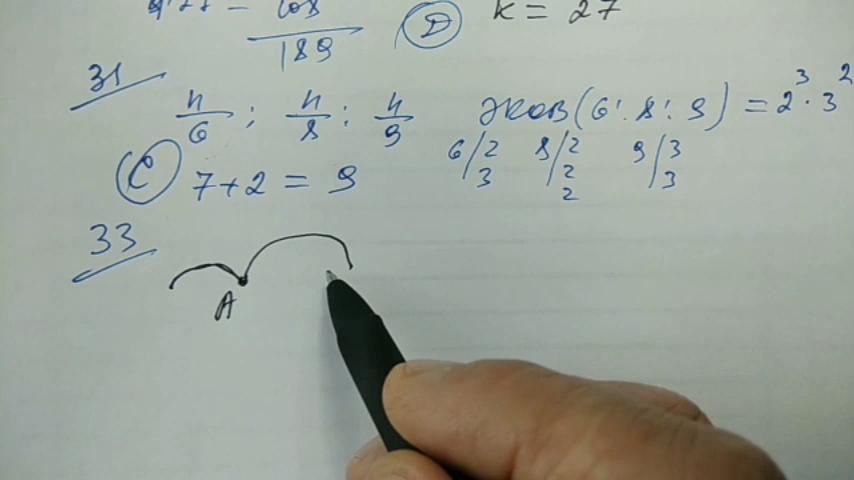 189 D k = 27
31
n/6 ; n/8 : n/9 ЭКОБ(6; 8; 9) = 2³·3²
6/2 8/2 9/3
3 2 3
2
C 7+2 = 9
33
A